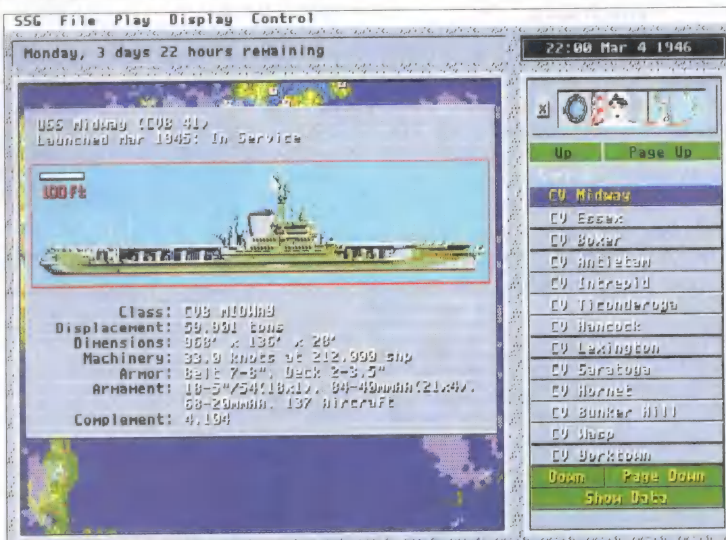 SSG File Play Display Control
Monday, 3 days 22 hours remaining
22:00 Mar 4 1946
USS Midway (CVB 41)
Launched Mar 1945: In Service
100 Ft
Class: CVB MIDWAY
Displacement: 59,901 tons
Dimensions: 968' x 136' x 20'
Machinery: 33.0 knots at 212,000 shp
Armor: Belt 7-8", Deck 2-3.5"
Armament: 18-5"/54(18x1), 84-40mmAA(21x4),
68-20mmAA, 137 Aircraft
Complement: 4,104
x
Up Page Up
CV Midway
CV Essex
CV Boxer
CV Antietam
CV Intrepid
CV Ticonderoga
CV Hancock
CV Lexington
CV Saratoga
CV Hornet
CV Bunker Hill
CV Wasp
CV Yorktown
Down Page Down
Show Data